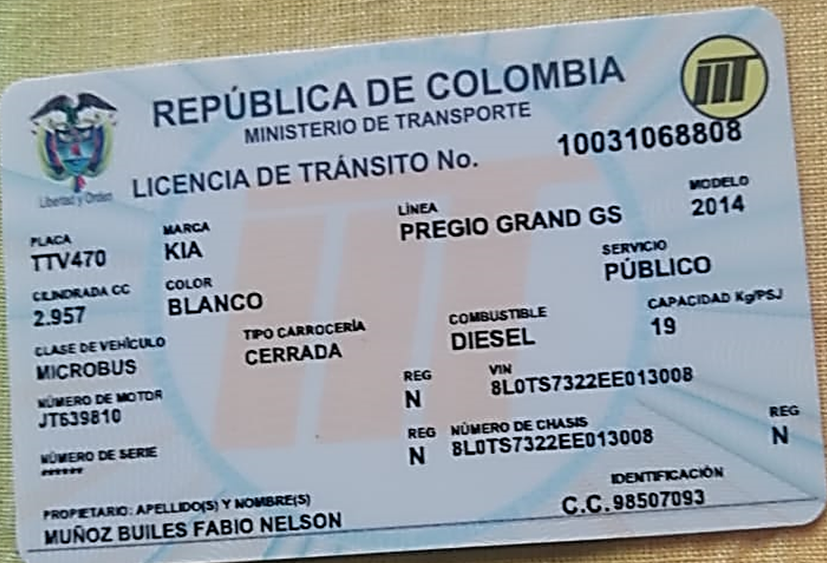 REPÚBLICA DE COLOMBIA
MINISTERIO DE TRANSPORTE
Libertad y Orden
LICENCIA DE TRÁNSITO No. 10031068808
PLACA MARCA LÍNEA MODELO
TTV470 KIA PREGIO GRAND GS 2014
CILINDRADA CC COLOR SERVICIO
2.957 BLANCO PÚBLICO
CLASE DE VEHÍCULO TIPO CARROCERÍA COMBUSTIBLE CAPACIDAD Kg/PSJ
MICROBUS CERRADA DIESEL 19
NÚMERO DE MOTOR REG VIN
JT639810 N 8L0TS7322EE013008
NÚMERO DE SERIE REG NÚMERO DE CHASIS REG
****** N 8L0TS7322EE013008 N
PROPIETARIO: APELLIDO(S) Y NOMBRE(S) IDENTIFICACIÓN
MUÑOZ BUILES FABIO NELSON C.C. 98507093